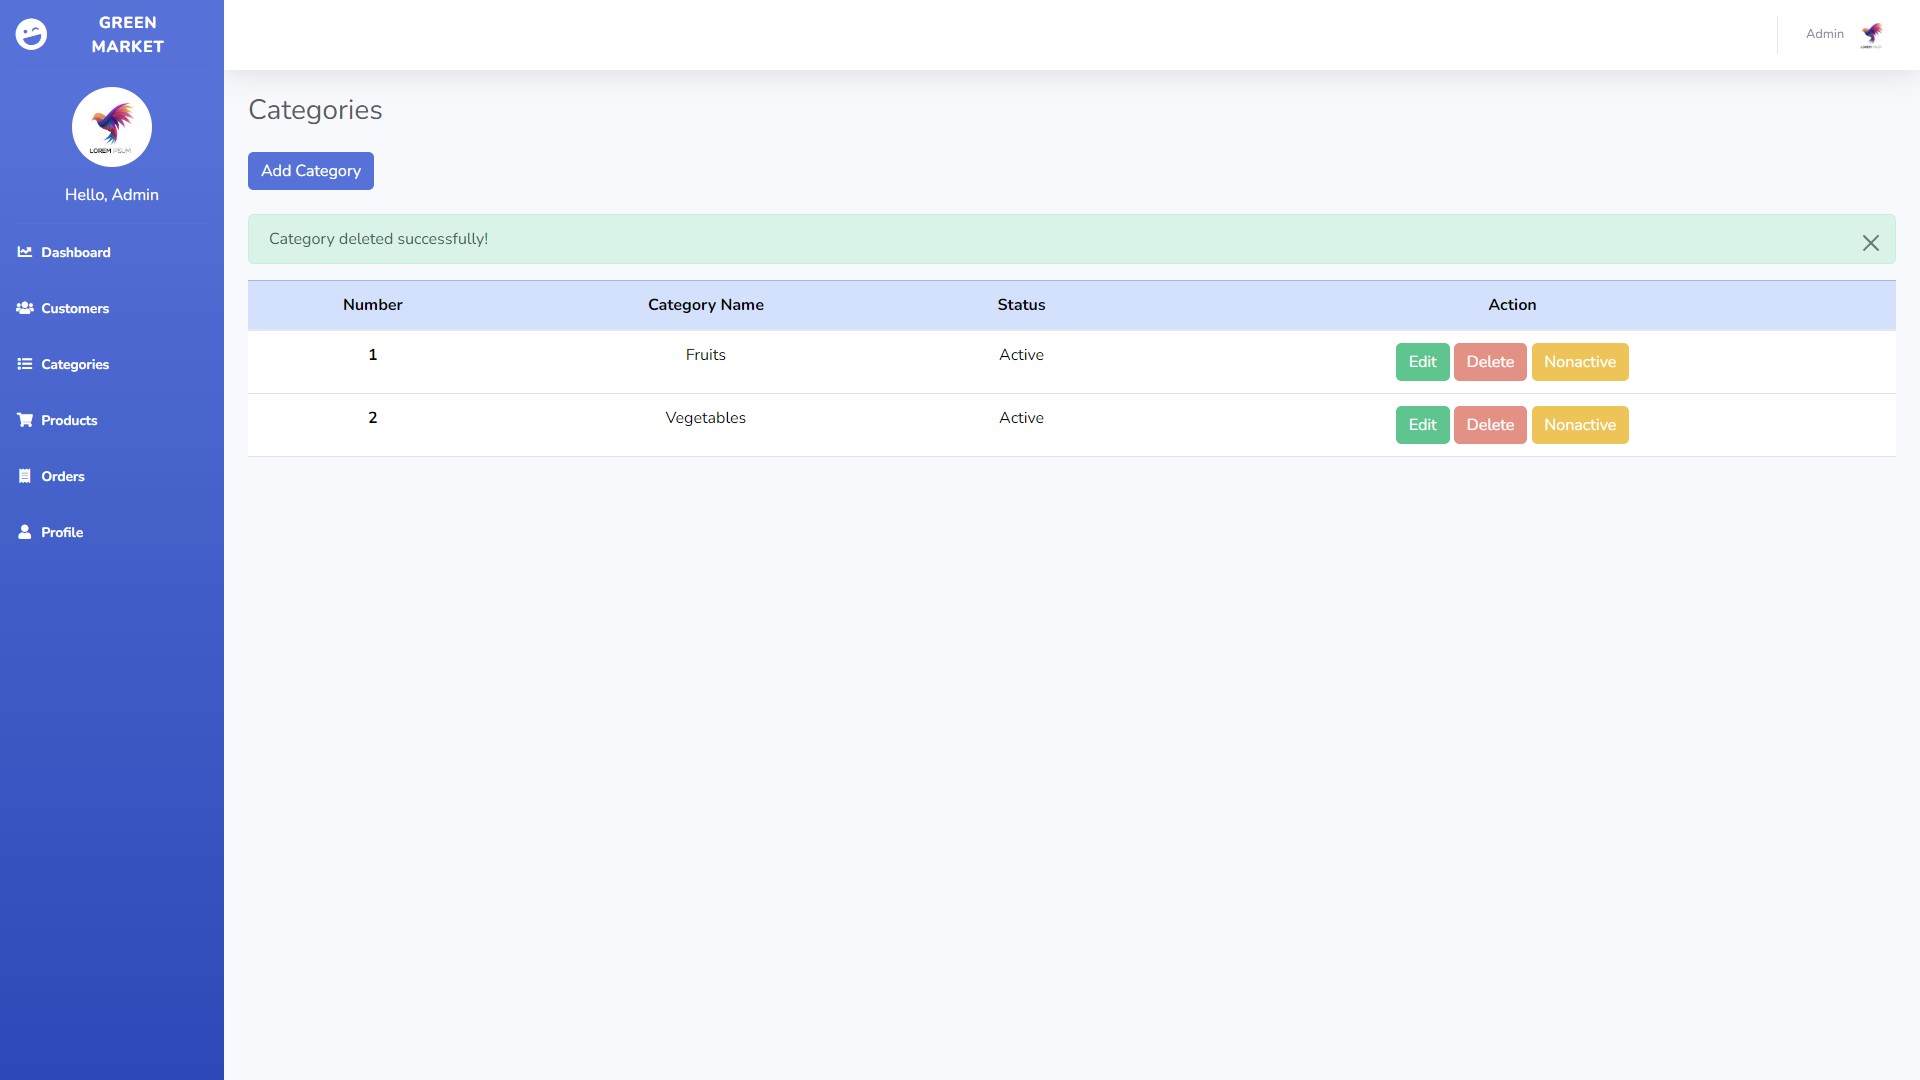 GREEN
MARKET
Admin
LOREM IPSUM
Hello, Admin
Dashboard
Customers
Categories
Products
Orders
Profile
Categories
Add Category
Category deleted successfully!
Number Category Name Status Action
1 Fruits Active Edit Delete Nonactive
2 Vegetables Active Edit Delete Nonactive